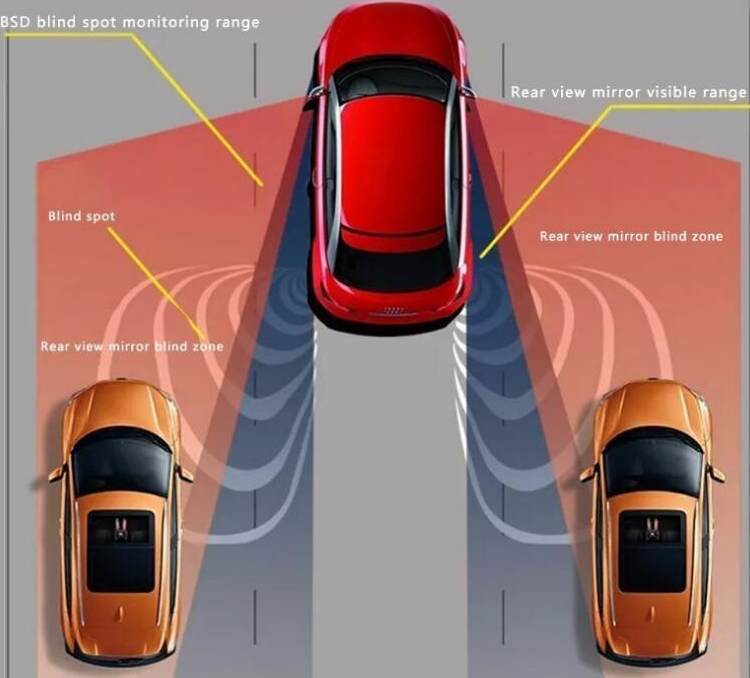 BSD blind spot monitoring range
Rear view mirror visible range
Blind spot
Rear view mirror blind zone
Rear view mirror blind zone